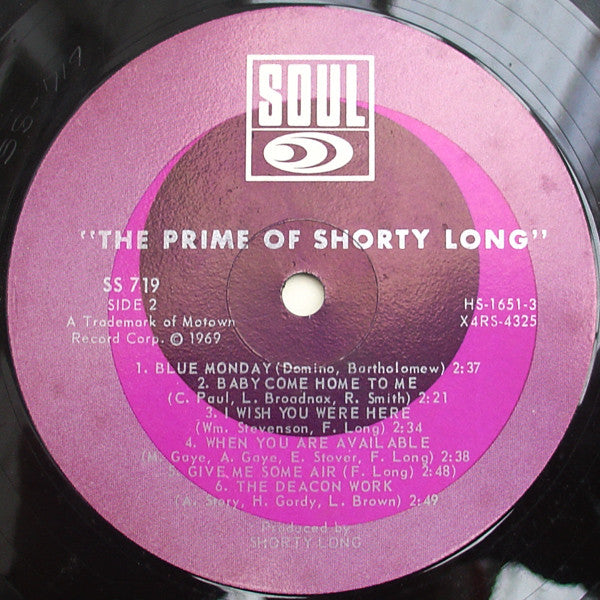 SOUL
"THE PRIME OF SHORTY LONG"
SS 719
SIDE 2
A Trademark of Motown
Record Corp. © 1969
HS-1651-3
X4RS-4325
1. BLUE MONDAY (Domino, Bartholomew) 2:37
2. BABY COME HOME TO ME
(C. Paul, L. Broadnax, R. Smith) 2:21
3. I WISH YOU WERE HERE
(Wm. Stevenson, F. Long) 2:34
4. WHEN YOU ARE AVAILABLE
(M. Gaye, A. Gaye, E. Stover, F. Long) 2:38
5. GIVE ME SOME AIR (F. Long) 2:48)
6. THE DEACON WORK
(A. Story, H. Gordy, L. Brown) 2:49
Produced by
SHORTY LONG